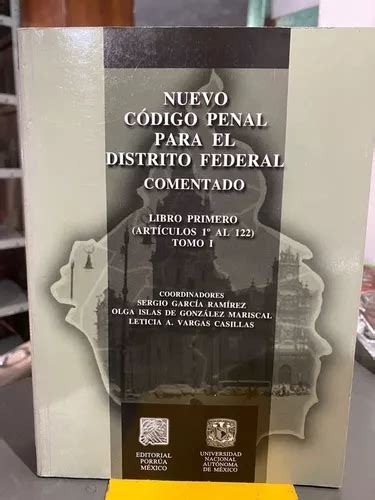 NUEVO
CÓDIGO PENAL
PARA EL
DISTRITO FEDERAL
COMENTADO
LIBRO PRIMERO
(ARTÍCULOS 1º AL 122)
TOMO I
COORDINADORES
SERGIO GARCÍA RAMÍREZ
OLGA ISLAS DE GONZÁLEZ MARISCAL
LETICIA A. VARGAS CASILLAS
EDITORIAL
PORRÚA
MÉXICO
UNIVERSIDAD
NACIONAL
AUTÓNOMA
DE MÉXICO